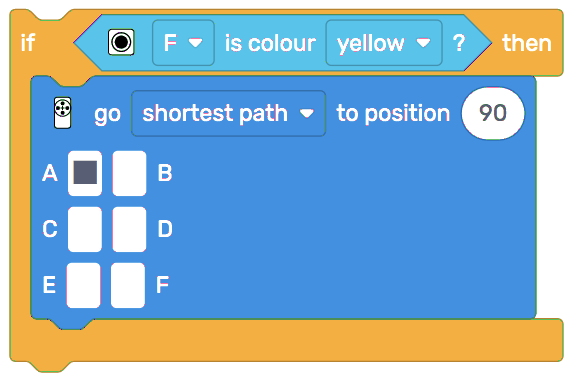 if F is colour yellow ? then
go shortest path to position 90
A B
C D
E F